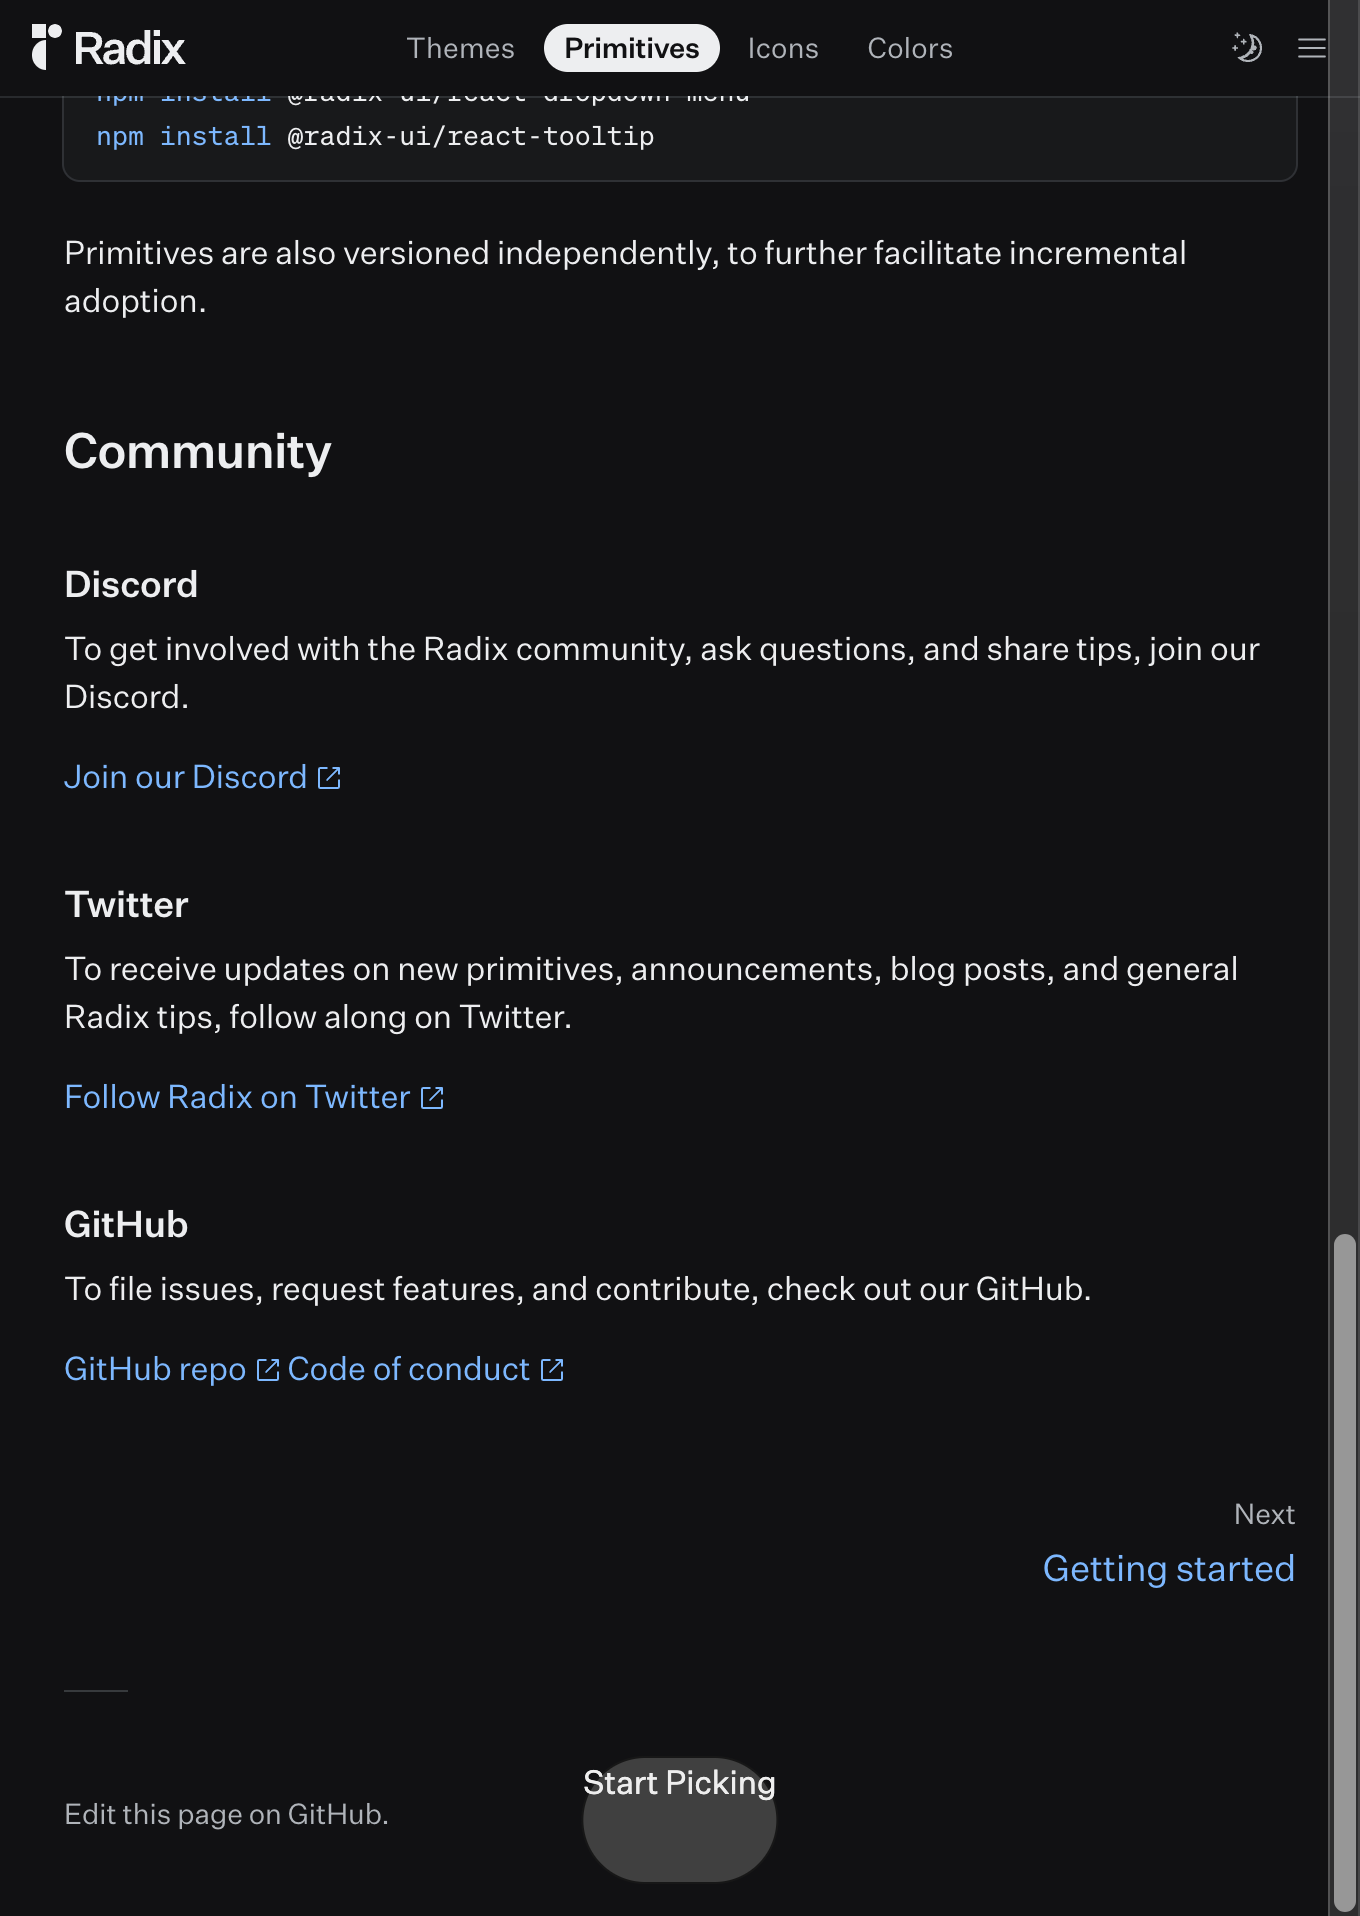 Radix
Themes
Primitives
Icons
Colors
npm install @radix-ui/react-dropdown-menu
npm install @radix-ui/react-tooltip
Primitives are also versioned independently, to further facilitate incremental
adoption.
Community
Discord
To get involved with the Radix community, ask questions, and share tips, join our
Discord.
Join our Discord
Twitter
To receive updates on new primitives, announcements, blog posts, and general
Radix tips, follow along on Twitter.
Follow Radix on Twitter
GitHub
To file issues, request features, and contribute, check out our GitHub.
GitHub repo Code of conduct
Next
Getting started
Start Picking
Edit this page on GitHub.